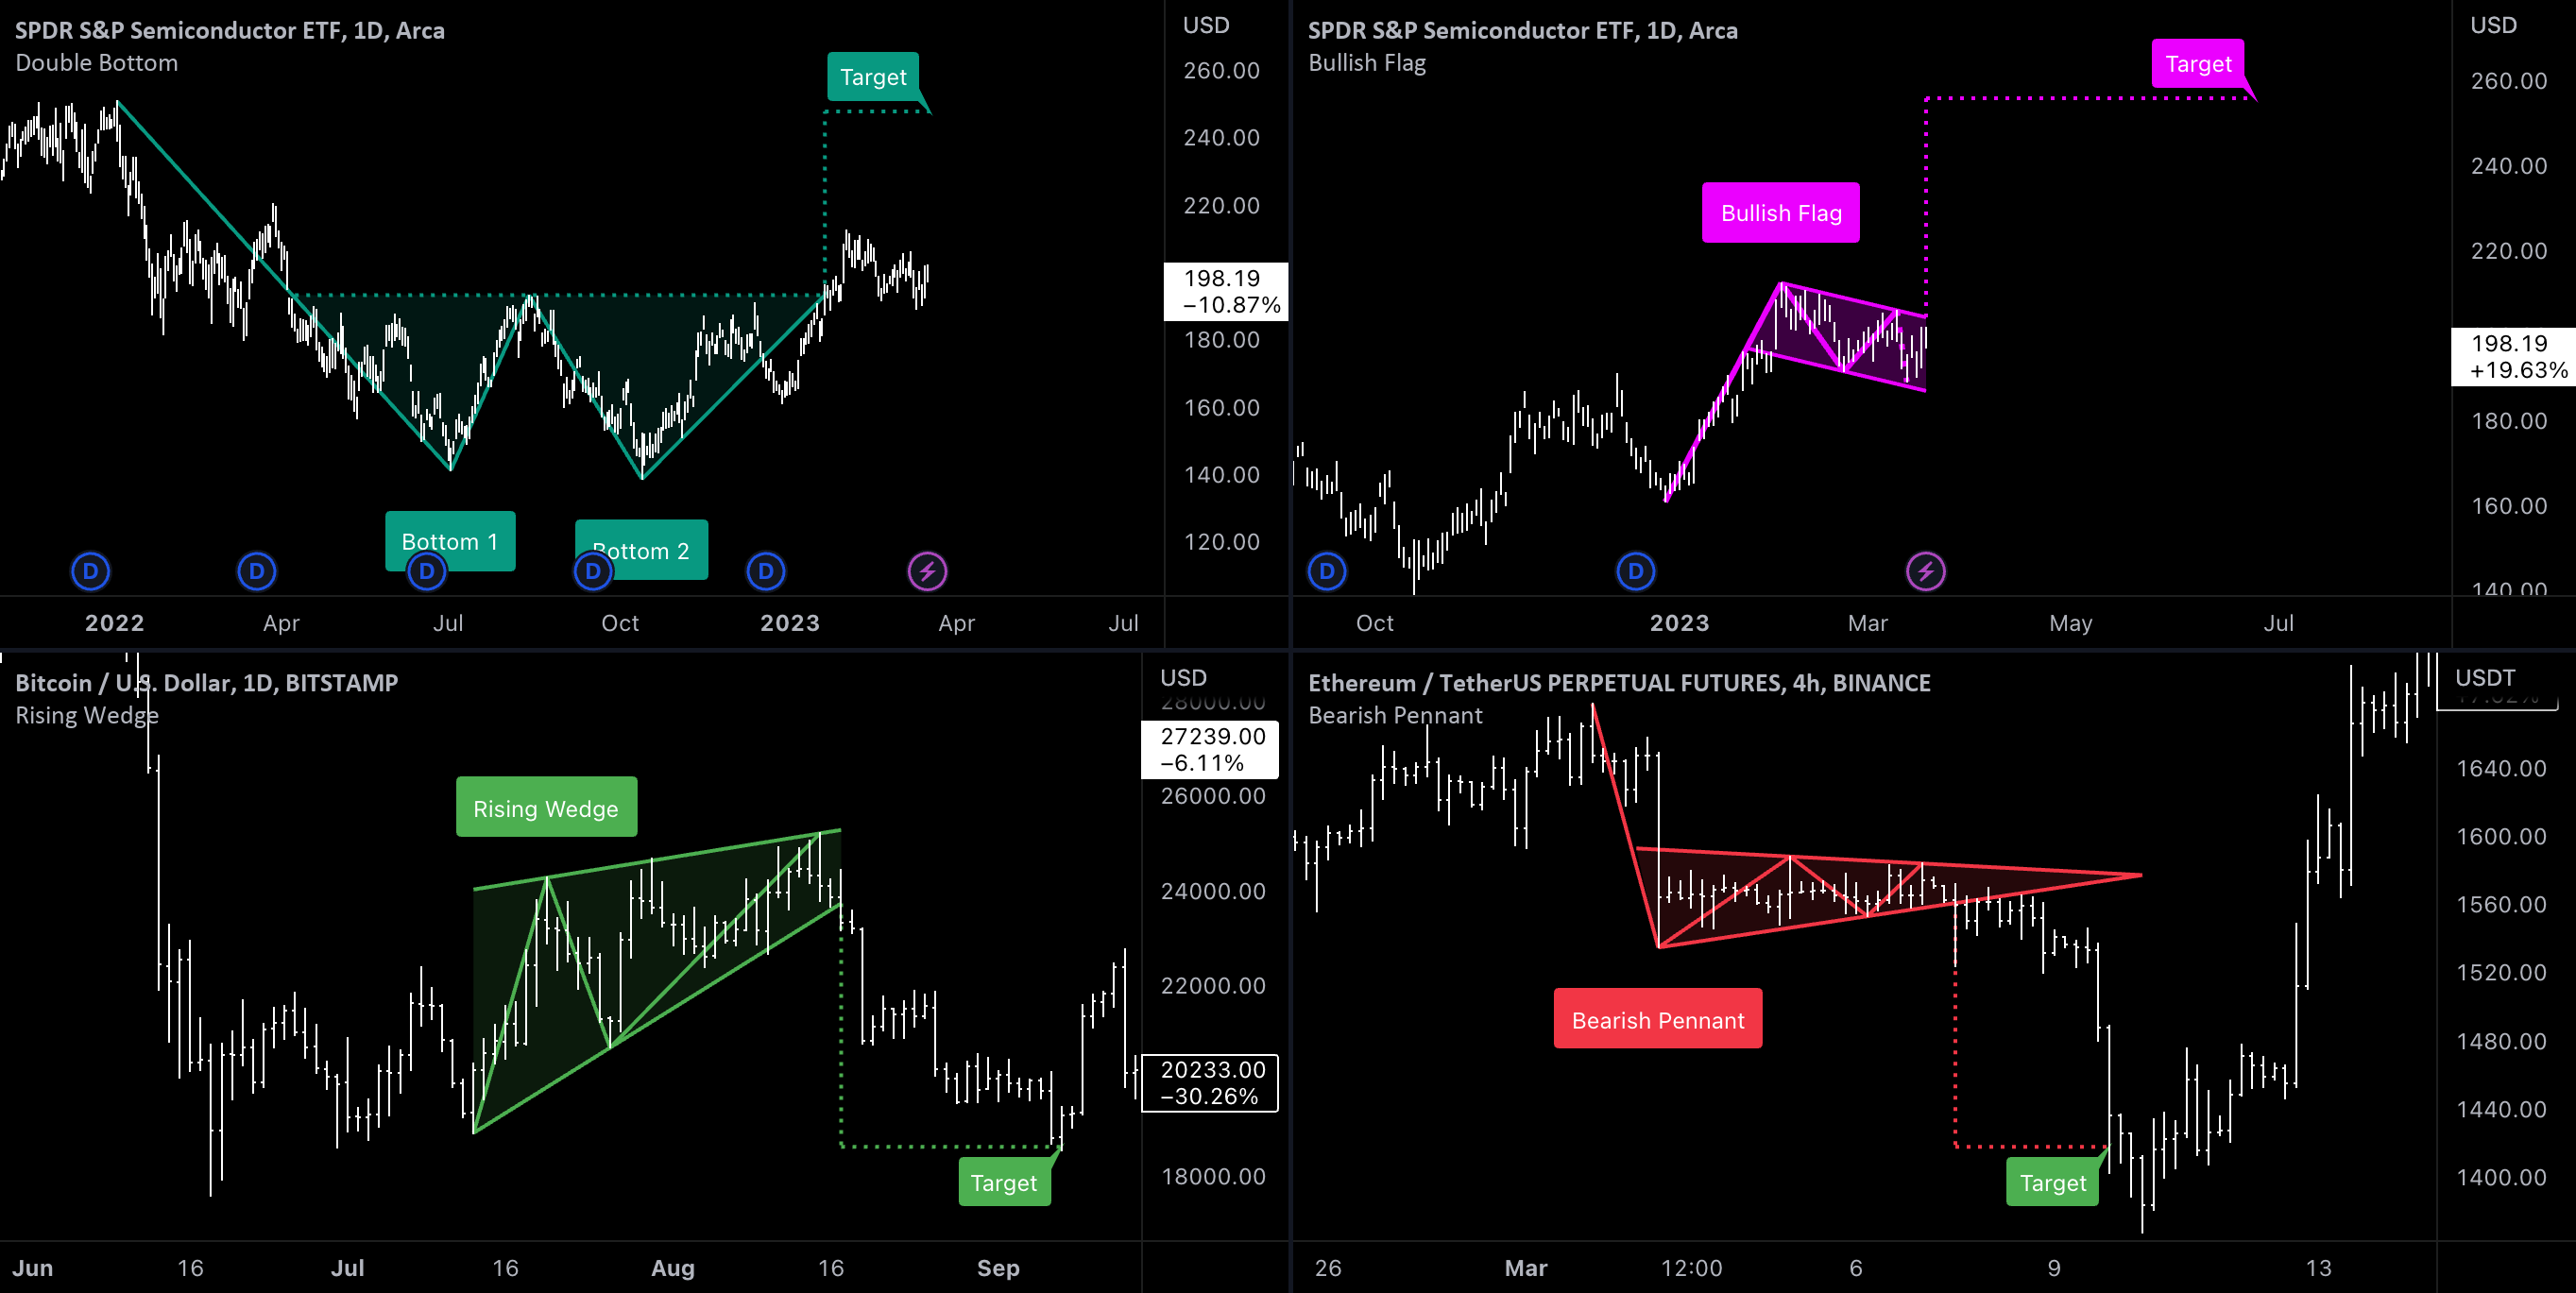 SPDR S&P Semiconductor ETF, 1D, Arca
Double Bottom
Target
Bottom 1
Bottom 2
D
D
D
D
D
USD
260.00
240.00
220.00
198.19
−10.87%
180.00
160.00
140.00
120.00
2022
Apr
Jul
Oct
2023
Apr
Jul
SPDR S&P Semiconductor ETF, 1D, Arca
Bullish Flag
Target
Bullish Flag
D
D
USD
260.00
240.00
220.00
198.19
+19.63%
180.00
160.00
140.00
Oct
2023
Mar
May
Jul
Bitcoin / U.S. Dollar, 1D, BITSTAMP
Rising Wedge
Rising Wedge
Target
USD
28000.00
27239.00
−6.11%
26000.00
24000.00
22000.00
20233.00
−30.26%
18000.00
Jun
16
Jul
16
Aug
16
Sep
Ethereum / TetherUS PERPETUAL FUTURES, 4h, BINANCE
Bearish Pennant
Bearish Pennant
Target
USDT
1640.00
1600.00
1560.00
1520.00
1480.00
1440.00
1400.00
26
Mar
12:00
6
9
13